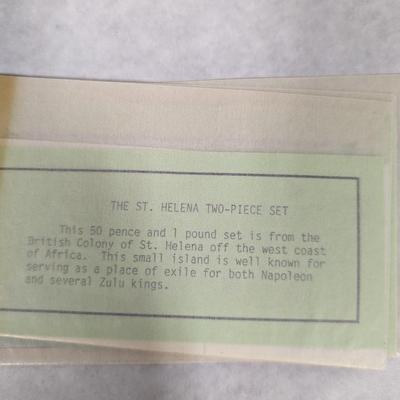 THE ST. HELENA TWO-PIECE SET
This 50 pence and 1 pound set is from the
British Colony of St. Helena off the west coast
of Africa. This small island is well known for
serving as a place of exile for both Napoleon
and several Zulu kings.